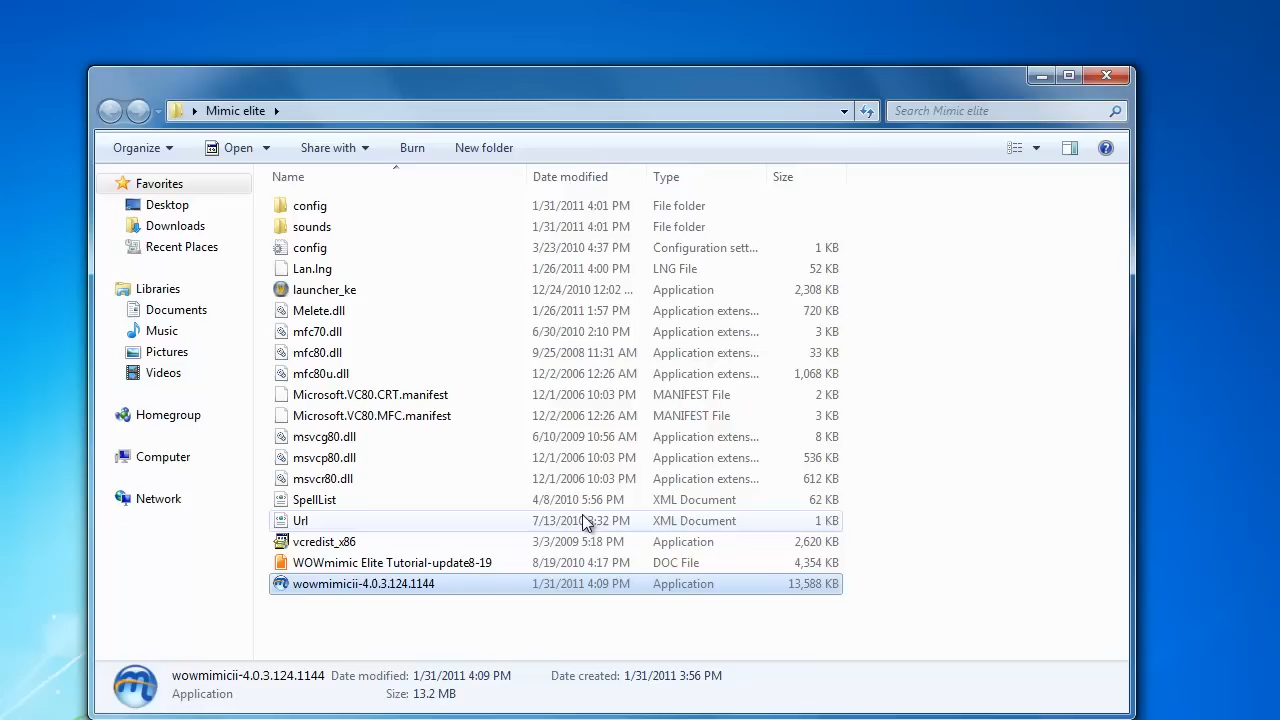 Mimic elite
Search Mimic elite
Organize Open Share with Burn New folder
Name Date modified Type Size
Favorites
Desktop
Downloads
Recent Places
Libraries
Documents
Music
Pictures
Videos
Homegroup
Computer
Network
config 1/31/2011 4:01 PM File folder
sounds 1/31/2011 4:01 PM File folder
config 3/23/2010 4:37 PM Configuration sett... 1 KB
Lan.lng 1/26/2011 4:00 PM LNG File 52 KB
launcher_ke 12/24/2010 12:02 ... Application 2,308 KB
Melete.dll 1/26/2011 1:57 PM Application extens... 720 KB
mfc70.dll 6/30/2010 2:10 PM Application extens... 3 KB
mfc80.dll 9/25/2008 11:31 AM Application extens... 33 KB
mfc80u.dll 12/2/2006 12:26 AM Application extens... 1,068 KB
Microsoft.VC80.CRT.manifest 12/1/2006 10:03 PM MANIFEST File 2 KB
Microsoft.VC80.MFC.manifest 12/2/2006 12:26 AM MANIFEST File 3 KB
msvcg80.dll 6/10/2009 10:56 AM Application extens... 8 KB
msvcp80.dll 12/1/2006 10:03 PM Application extens... 536 KB
msvcr80.dll 12/1/2006 10:03 PM Application extens... 612 KB
SpellList 4/8/2010 5:56 PM XML Document 62 KB
Url 7/13/2010 :32 PM XML Document 1 KB
vcredist_x86 3/3/2009 5:18 PM Application 2,620 KB
WOWmimic Elite Tutorial-update8-19 8/19/2010 4:17 PM DOC File 4,354 KB
wowmimicii-4.0.3.124.1144 1/31/2011 4:09 PM Application 13,588 KB
wowmimicii-4.0.3.124.1144 Date modified: 1/31/2011 4:09 PM Date created: 1/31/2011 3:56 PM
Application Size: 13.2 MB